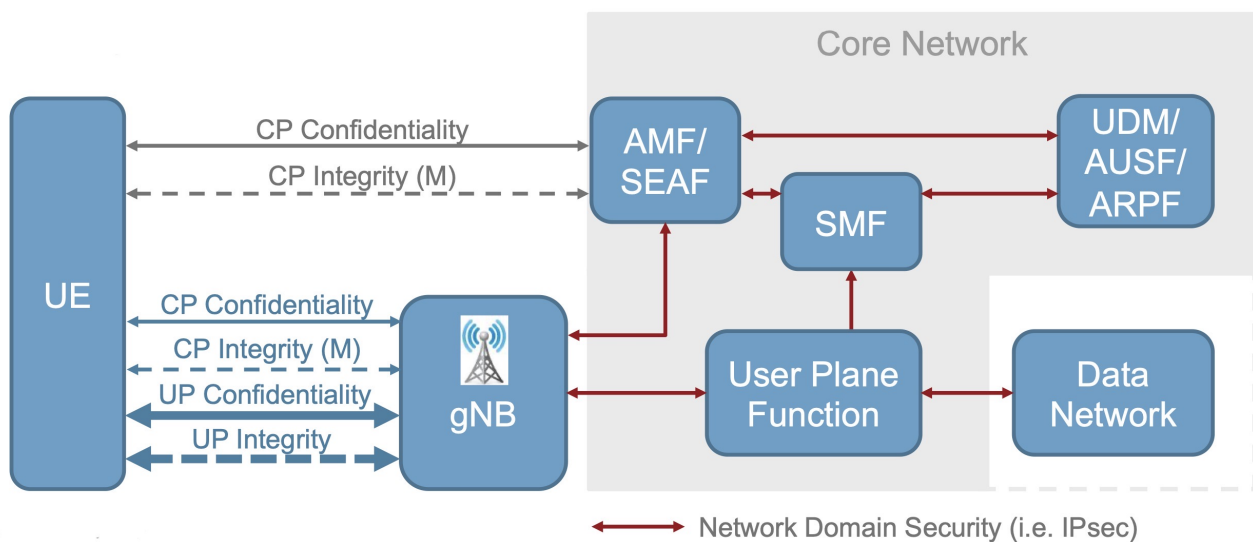 Core Network
CP Confidentiality
CP Integrity (M)
AMF/
SEAF
UDM/
AUSF/
ARPF
SMF
UE
CP Confidentiality
CP Integrity (M)
UP Confidentiality
UP Integrity
gNB
User Plane
Function
Data
Network
Network Domain Security (i.e. IPsec)